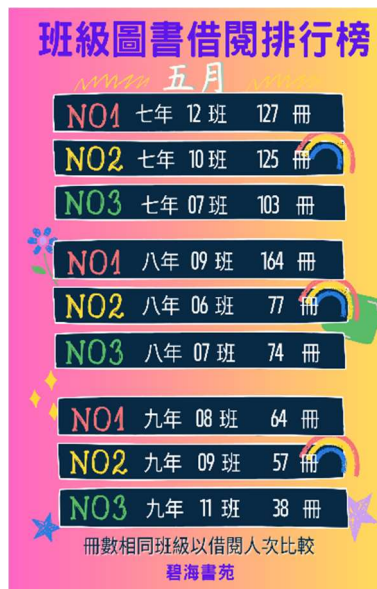 班級圖書借閱排行榜
五月
NO1 七年 12 班 127 冊
NO2 七年 10 班 125 冊
NO3 七年 07 班 103 冊
NO1 八年 09 班 164 冊
NO2 八年 06 班 77 冊
NO3 八年 07 班 74 冊
NO1 九年 08 班 64 冊
NO2 九年 09 班 57 冊
NO3 九年 11 班 38 冊
冊數相同班級以借閱人次比較
碧海書苑